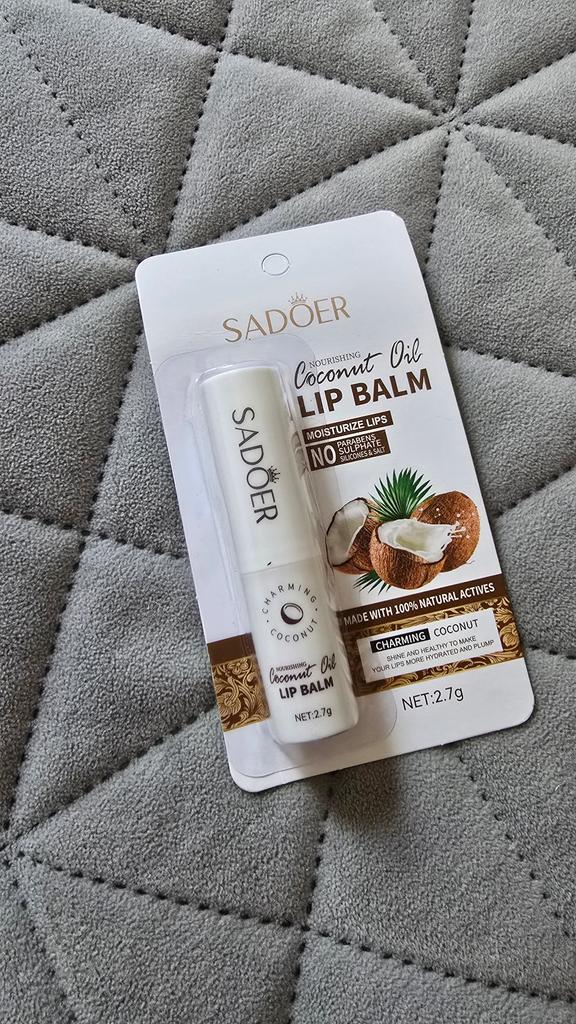 SADOER
NOURISHING
Coconut Oil
LIP BALM
MOISTURIZE LIPS
NO PARABENS
SULPHATE
SILICONES & SALT
MADE WITH 100% NATURAL ACTIVES
CHARMING COCONUT
SHINE AND HEALTHY TO MAKE
YOUR LIPS MORE HYDRATED AND PLUMP
NET:2.7g
SADOER
CHARMING
COCONUT
NOURISHING
Coconut Oil
LIP BALM
NET:2.7g